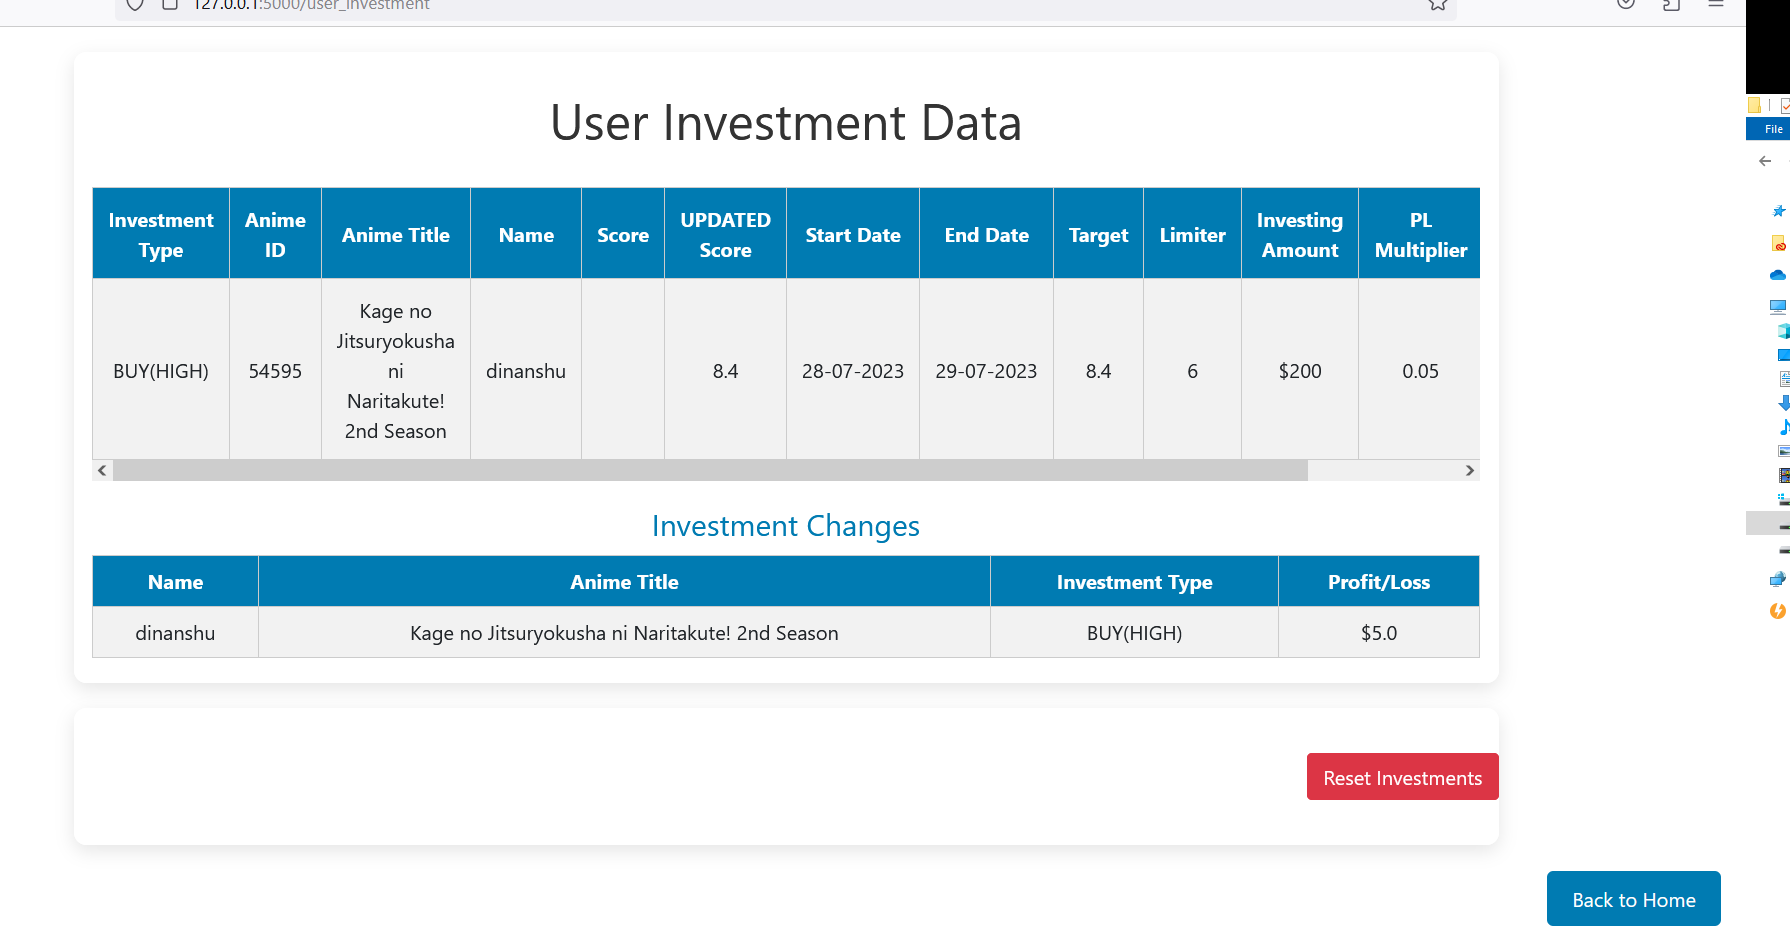 127.0.0.1:5000/user_investment
File
User Investment Data
Investment Type Anime ID Anime Title Name Score UPDATED Score Start Date End Date Target Limiter Investing Amount PL Multiplier
BUY(HIGH) 54595 Kage no Jitsuryokusha ni Naritakute! 2nd Season dinanshu 8.4 28-07-2023 29-07-2023 8.4 6 $200 0.05
Investment Changes
Name Anime Title Investment Type Profit/Loss
dinanshu Kage no Jitsuryokusha ni Naritakute! 2nd Season BUY(HIGH) $5.0
Reset Investments
Back to Home